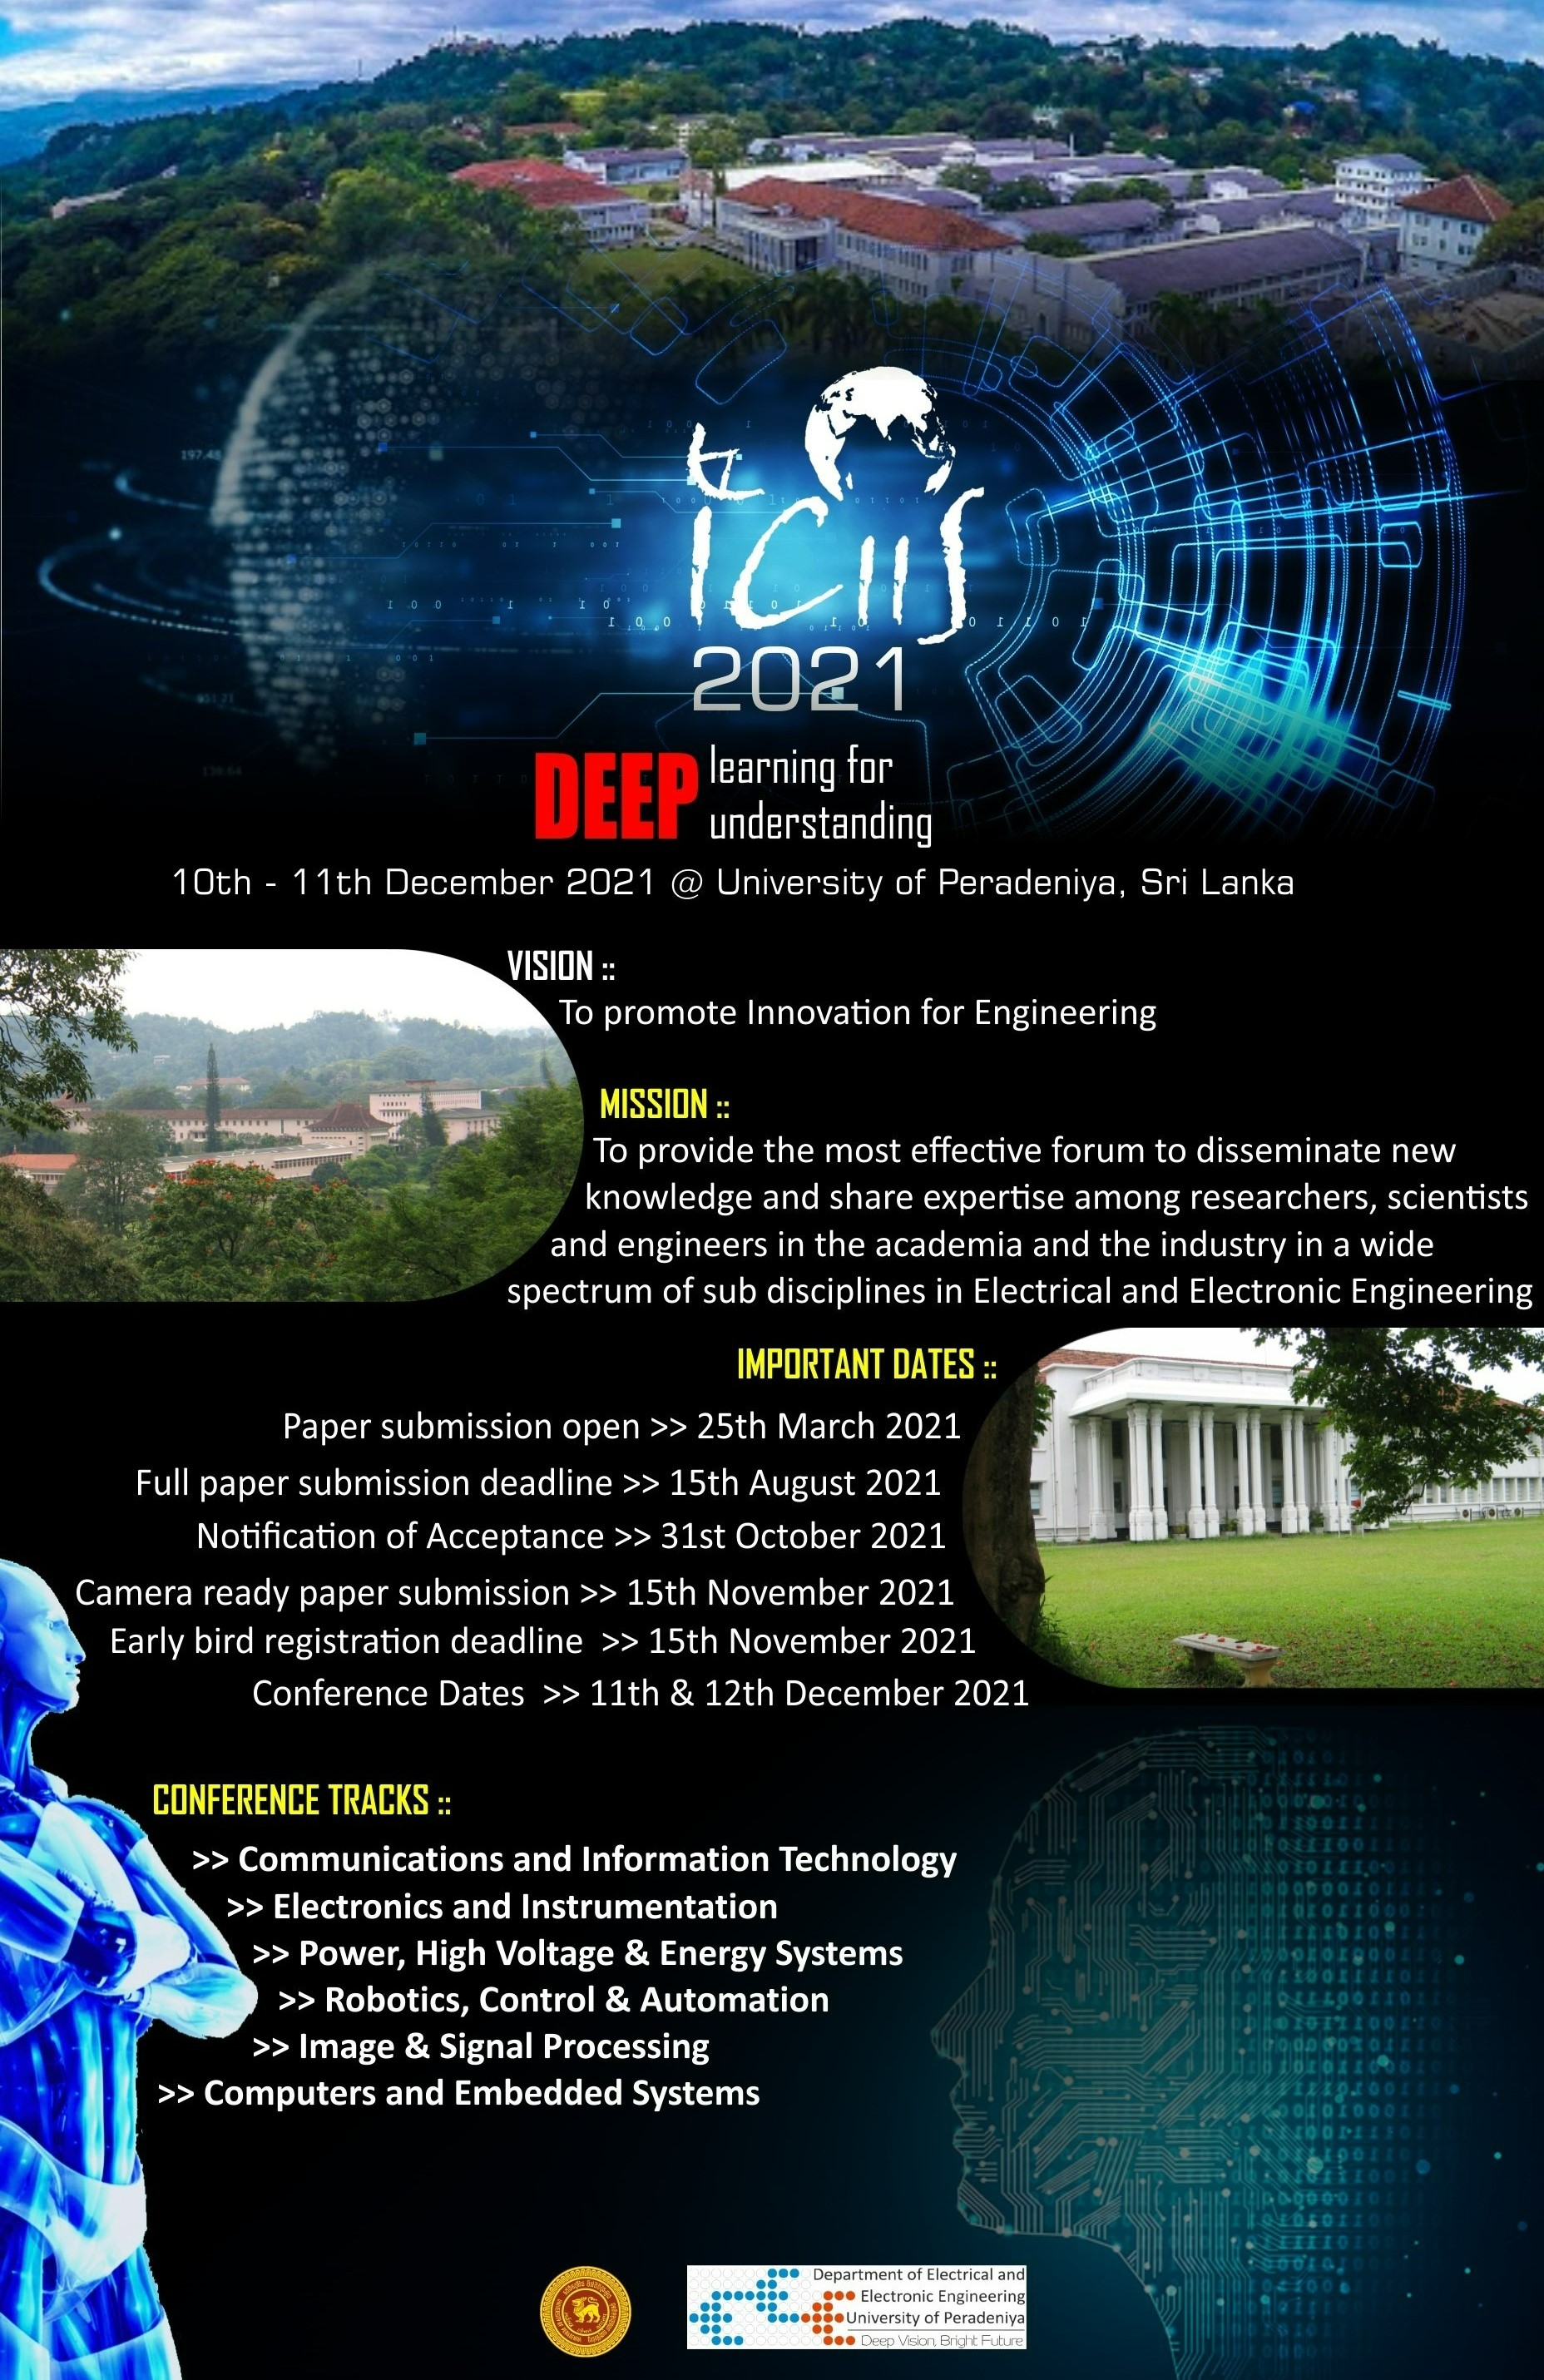 ICIIS
2021
DEEP learning for
understanding
10th - 11th December 2021 @ University of Peradeniya, Sri Lanka
VISION ::
To promote Innovation for Engineering
MISSION ::
To provide the most effective forum to disseminate new
knowledge and share expertise among researchers, scientists
and engineers in the academia and the industry in a wide
spectrum of sub disciplines in Electrical and Electronic Engineering
IMPORTANT DATES ::
Paper submission open >> 25th March 2021
Full paper submission deadline >> 15th August 2021
Notification of Acceptance >> 31st October 2021
Camera ready paper submission >> 15th November 2021
Early bird registration deadline >> 15th November 2021
Conference Dates >> 11th & 12th December 2021
CONFERENCE TRACKS ::
>> Communications and Information Technology
>> Electronics and Instrumentation
>> Power, High Voltage & Energy Systems
>> Robotics, Control & Automation
>> Image & Signal Processing
>> Computers and Embedded Systems
Department of Electrical and
Electronic Engineering
University of Peradeniya
Deep Vision, Bright Future